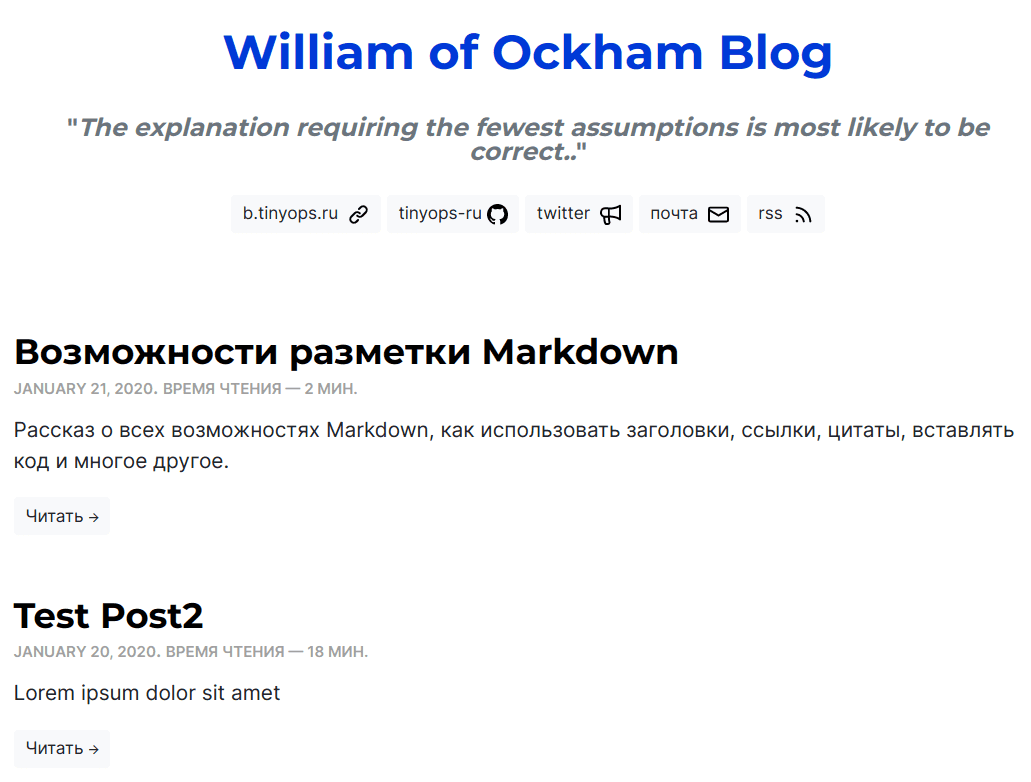 William of Ockham Blog
"The explanation requiring the fewest assumptions is most likely to be
correct.."
b.tinyops.ru tinyops-ru twitter почта rss
Возможности разметки Markdown
JANUARY 21, 2020. ВРЕМЯ ЧТЕНИЯ — 2 МИН.
Рассказ о всех возможностях Markdown, как использовать заголовки, ссылки, цитаты, вставлять
код и многое другое.
Читать →
Test Post2
JANUARY 20, 2020. ВРЕМЯ ЧТЕНИЯ — 18 МИН.
Lorem ipsum dolor sit amet
Читать →